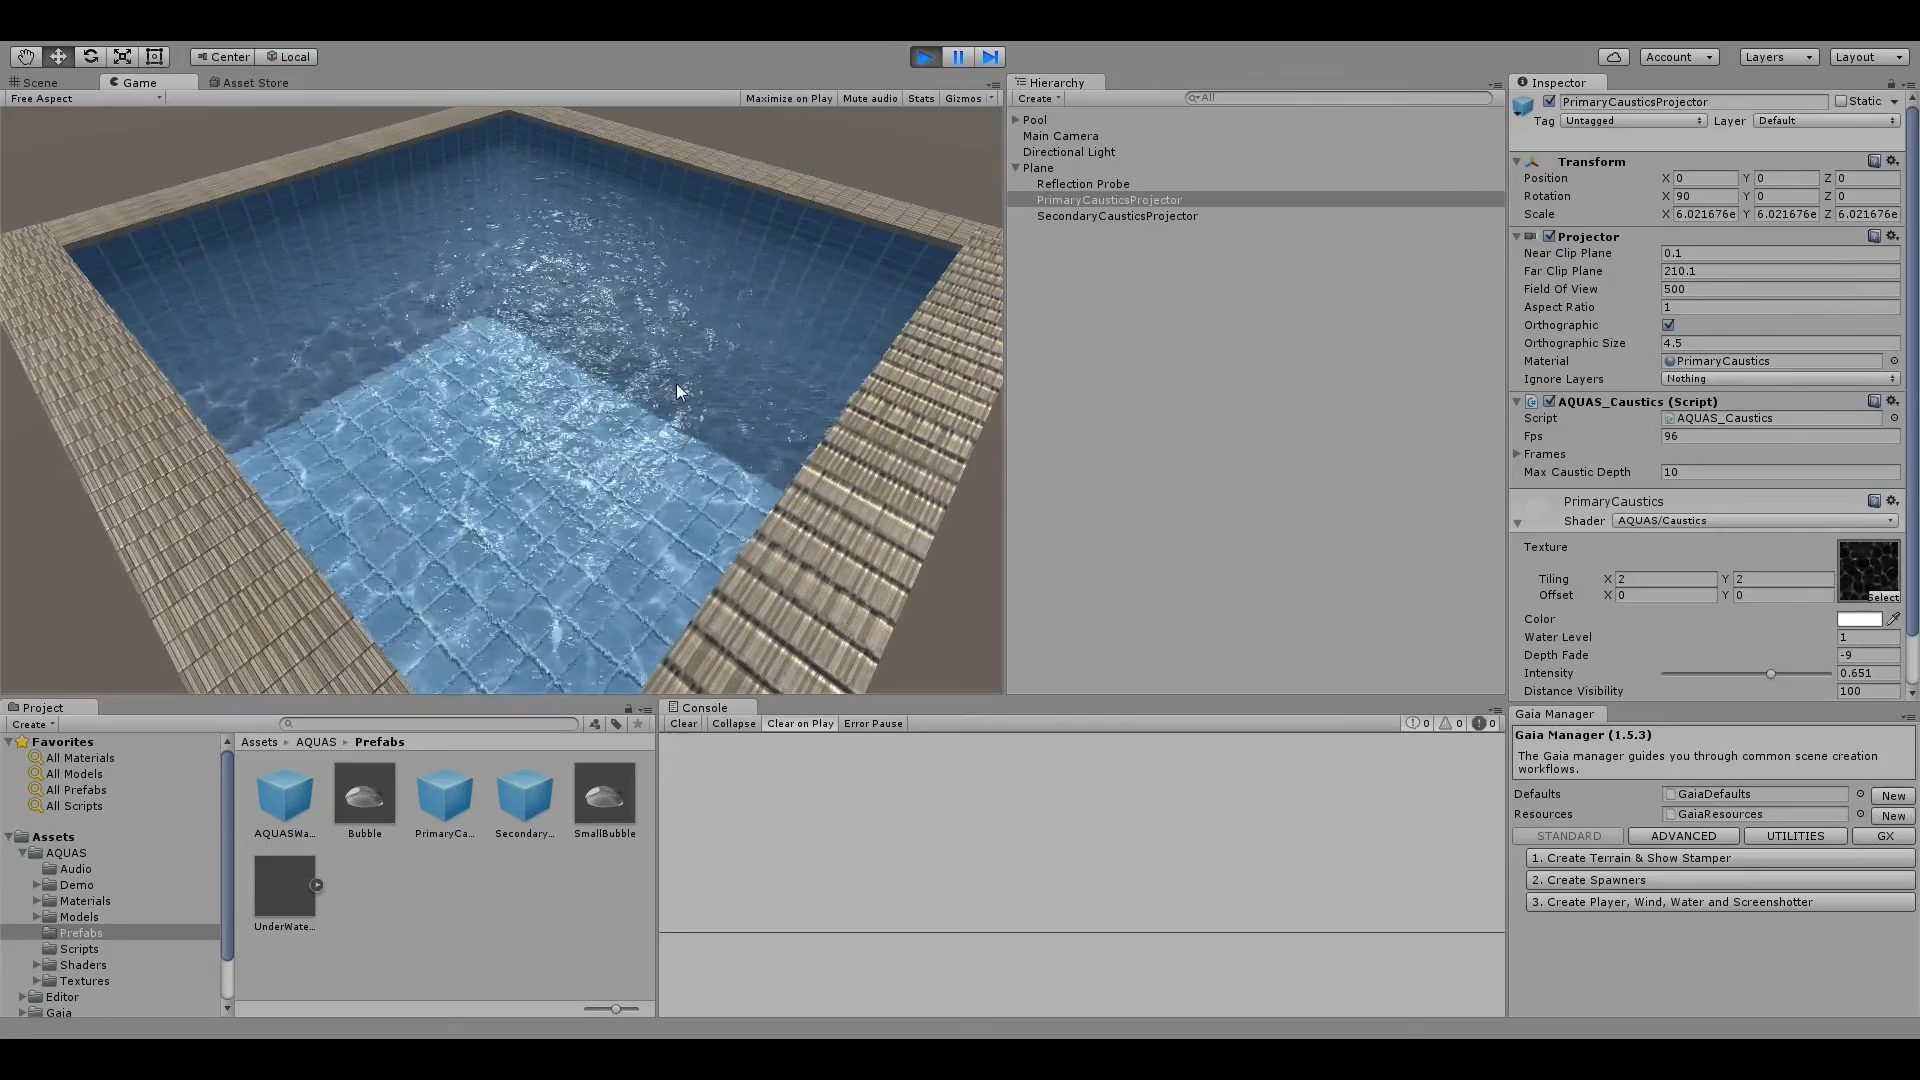 Center Local
Account Layers Layout
Scene Game Asset Store
Free Aspect Maximize on Play Mute audio Stats Gizmos
Hierarchy
Create All
Pool
Main Camera
Directional Light
Plane
Reflection Probe
PrimaryCausticsProjector
SecondaryCausticsProjector
Inspector
PrimaryCausticsProjector Static
Tag Untagged Layer Default
Transform
Position X 0 Y 0 Z 0
Rotation X 90 Y 0 Z 0
Scale X 6.021676e Y 6.021676e Z 6.021676e
Projector
Near Clip Plane 0.1
Far Clip Plane 210.1
Field Of View 500
Aspect Ratio 1
Orthographic
Orthographic Size 4.5
Material PrimaryCaustics
Ignore Layers Nothing
AQUAS_Caustics (Script)
Script AQUAS_Caustics
Fps 96
Frames
Max Caustic Depth 10
PrimaryCaustics
Shader AQUAS/Caustics
Texture
Tiling X 2 Y 2
Offset X 0 Y 0
Select
Color
Water Level 1
Depth Fade -9
Intensity 0.651
Distance Visibility 100
Project
Create
Favorites
All Materials
All Models
All Prefabs
All Scripts
Assets
AQUAS
Audio
Demo
Materials
Models
Prefabs
Scripts
Shaders
Textures
Editor
Gaia
Assets AQUAS Prefabs
AQUASWa... Bubble PrimaryCa... Secondary... SmallBubble
UnderWate...
Console
Clear Collapse Clear on Play Error Pause 0 0 0
Gaia Manager
Gaia Manager (1.5.3)
The Gaia manager guides you through common scene creation
workflows.
Defaults GaiaDefaults New
Resources GaiaResources New
STANDARD ADVANCED UTILITIES GX
1. Create Terrain & Show Stamper
2. Create Spawners
3. Create Player, Wind, Water and Screenshotter